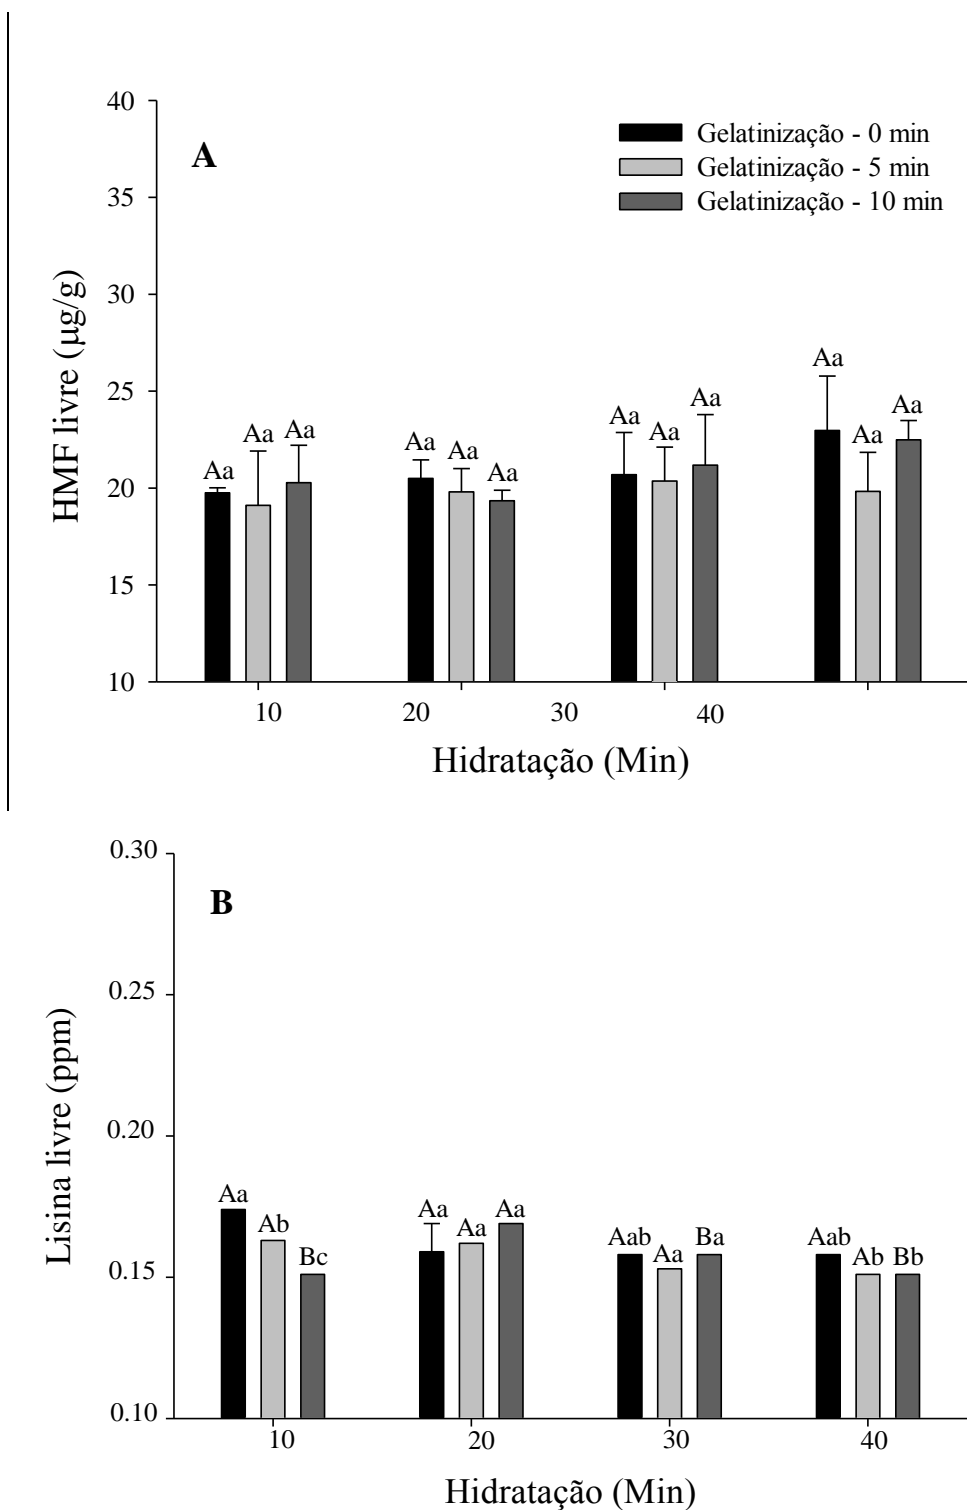 40
A
Gelatinização - 0 min
Gelatinização - 5 min
Gelatinização - 10 min
35
30
25
20
15
10
HMF livre (µg/g)
Aa Aa Aa Aa Aa Aa Aa Aa Aa Aa Aa Aa
10 20 30 40
Hidratação (Min)
0.30
B
0.25
0.20
0.15
0.10
Lisina livre (ppm)
Aa Ab Bc Aa Aa Aa Aab Aa Ba Aab Ab Bb
10 20 30 40
Hidratação (Min)